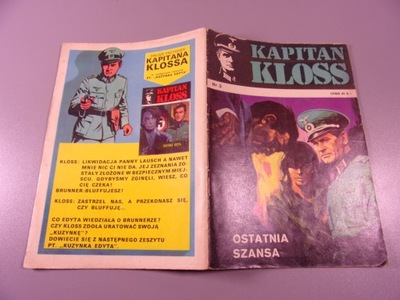 KAPITANA
KLOSSA
KAPITAN
KLOSS
KLOSS: LIKWIDACJA PANNY LAUSCH A NAWET
MNIE NIC CI NIE DA. JEJ ZEZNANIA ZO-
STAŁY ZŁOŻONE W BEZPIECZNYM MIEJ-
SCU. GDYBYŚMY ZGINĘLI, WIESZ, CO
CIĘ CZEKA!
BRUNNER-BLUFFUJESZ!
KLOSS: ZASTRZEL NAS, A PRZEKONASZ SIĘ,
CZY BLUFFUJĘ...
CO EDYTA WIEDZIAŁA O BRUNNERZE?
CZY KLOSS ZDOŁA URATOWAĆ SWOJĄ
„KUZYNKĘ"?
DOWIECIE SIĘ Z NASTĘPNEGO ZESZYTU
PT. „KUZYNKA EDYTA"
KAPITAN
KLOSS
OSTATNIA
SZANSA